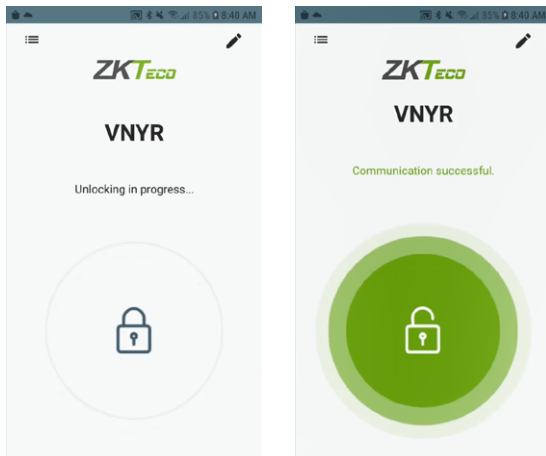 85% 8:40 AM
ZKTECO
VNYR
Unlocking in progress...
85% 8:40 AM
ZKTECO
VNYR
Communication successful.